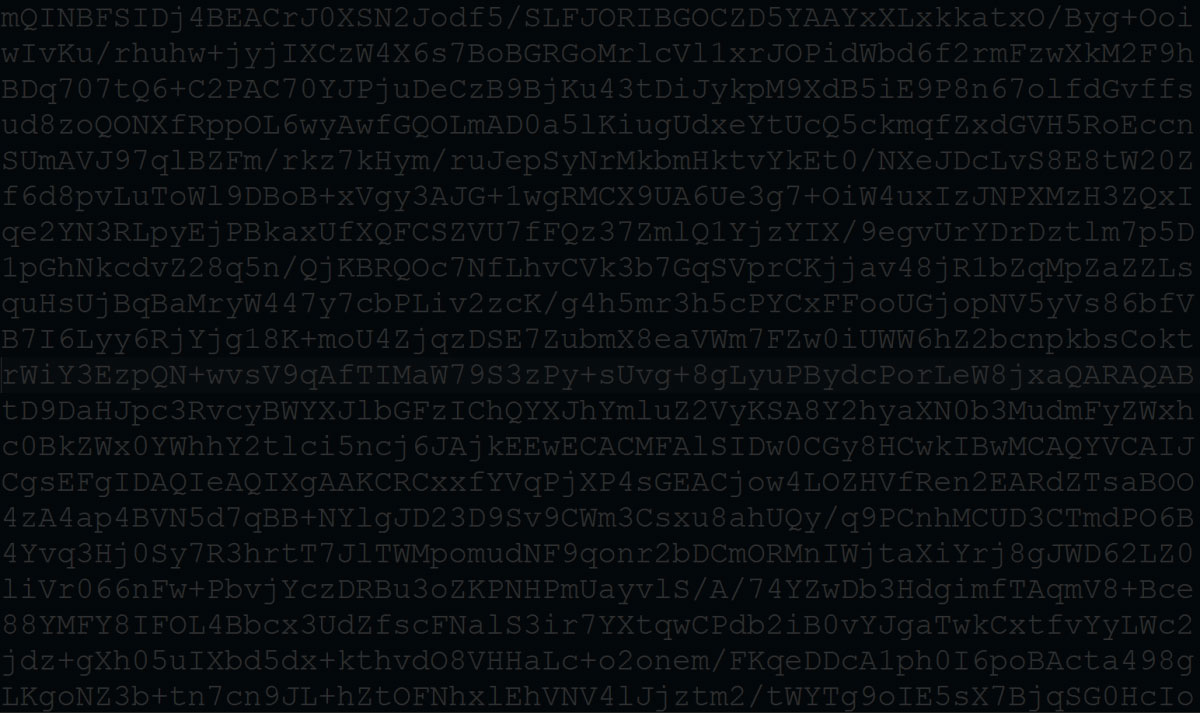 mQINBFSIDj4BEACrJ0XSN2Jodf5/SLFJORIBGOCZD5YAAYxXLxkkatxO/Byg+Ooi
wIvKu/rhuhw+jyjIXCzW4X6s7BoBGRGoMrlcVl1xrJOPidWbd6f2rmFzwXkM2F9h
BDq707tQ6+C2PAC70YJPjuDeCzB9BjKu43tDiJykpM9XdB5iE9P8n67olfdGvffs
ud8zoQONXfRppOL6wyAwfGQOLmAD0a5lKiugUdxeYtUcQ5ckmqfZxdGVH5RoEccn
SUmAVJ97qlBZFm/rkz7kHym/ruJepSyNrMkbmHktvYkEt0/NXeJDcLvS8E8tW20Z
f6d8pvLuToWl9DBoB+xVgy3AJG+1wgRMCX9UA6Ue3g7+OiW4uxIzJNPXMzH3ZQxI
qe2YN3RLpyEjPBkaxUfXQFCSZVU7fFQz37ZmlQ1YjzYIX/9egvUrYDrDztlm7p5D
1pGhNkcdvZ28q5n/QjKBRQOc7NfLhvCVk3b7GqSVprCKjjav48jR1bZqMpZaZZLs
quHsUjBqBaMryW447y7cbPLiv2zcK/g4h5mr3h5cPYCxFFooUGjopNV5yVs86bfV
B7I6Lyy6RjYjg18K+moU4ZjqzDSE7ZubmX8eaVWm7FZw0iUWW6hZ2bcnpkbsCokt
rWiY3EzpQN+wvsV9qAfTIMaW79S3zPy+sUvg+8gLyuPBydcPorLeW8jxaQARAQAB
tD9DaHJpc3RvcyBWYXJlbGFzIChQYXJhYmluZ2VyKSA8Y2hyaXN0b3MudmFyZWxh
c0BkZWx0YWhhY2tlci5ncj6JAjkEEwECACMFAlSIDw0CGy8HCwkIBwMCAQYVCAIJ
CgsEFgIDAQIeAQIXgAAKCRCxxfYVqPjXP4sGEACjow4LOZHVfRen2EARdZTsaBOO
4zA4ap4BVN5d7qBB+NYlgJD23D9Sv9CWm3Csxu8ahUQy/q9PCnhMCUD3CTmdPO6B
4Yvq3Hj0Sy7R3hrtT7JlTWMpomudNF9qonr2bDCmORMnIWjtaXiYrj8gJWD62LZ0
liVr066nFw+PbvjYczDRBu3oZKPNHPmUayvlS/A/74YZwDb3HdgimfTAqmV8+Bce
88YMFY8IFOL4Bbcx3UdZfscFNalS3ir7YXtqwCPdb2iB0vYJgaTwkCxtfvYyLWc2
jdz+gXh05uIXbd5dx+kthvdO8VHHaLc+o2onem/FKqeDDcA1ph0I6poBActa498g
LKgoNZ3b+tn7cn9JL+hZtOFNhxlEhVNV4lJjztm2/tWYTg9oIE5sX7BjqSG0HcIo